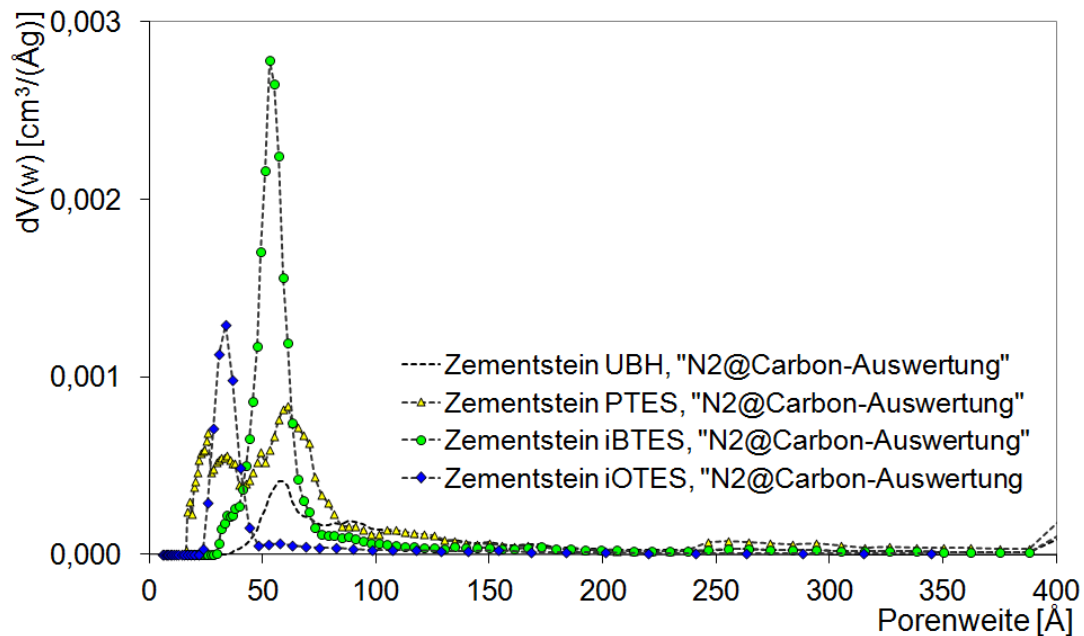 dV(w) [cm³/(Åg)]
0,003
0,002
0,001
0,000
Zementstein UBH, "N2@Carbon-Auswertung"
Zementstein PTES, "N2@Carbon-Auswertung"
Zementstein iBTES, "N2@Carbon-Auswertung"
Zementstein iOTES, "N2@Carbon-Auswertung
0 50 100 150 200 250 300 350 400
Porenweite [Å]